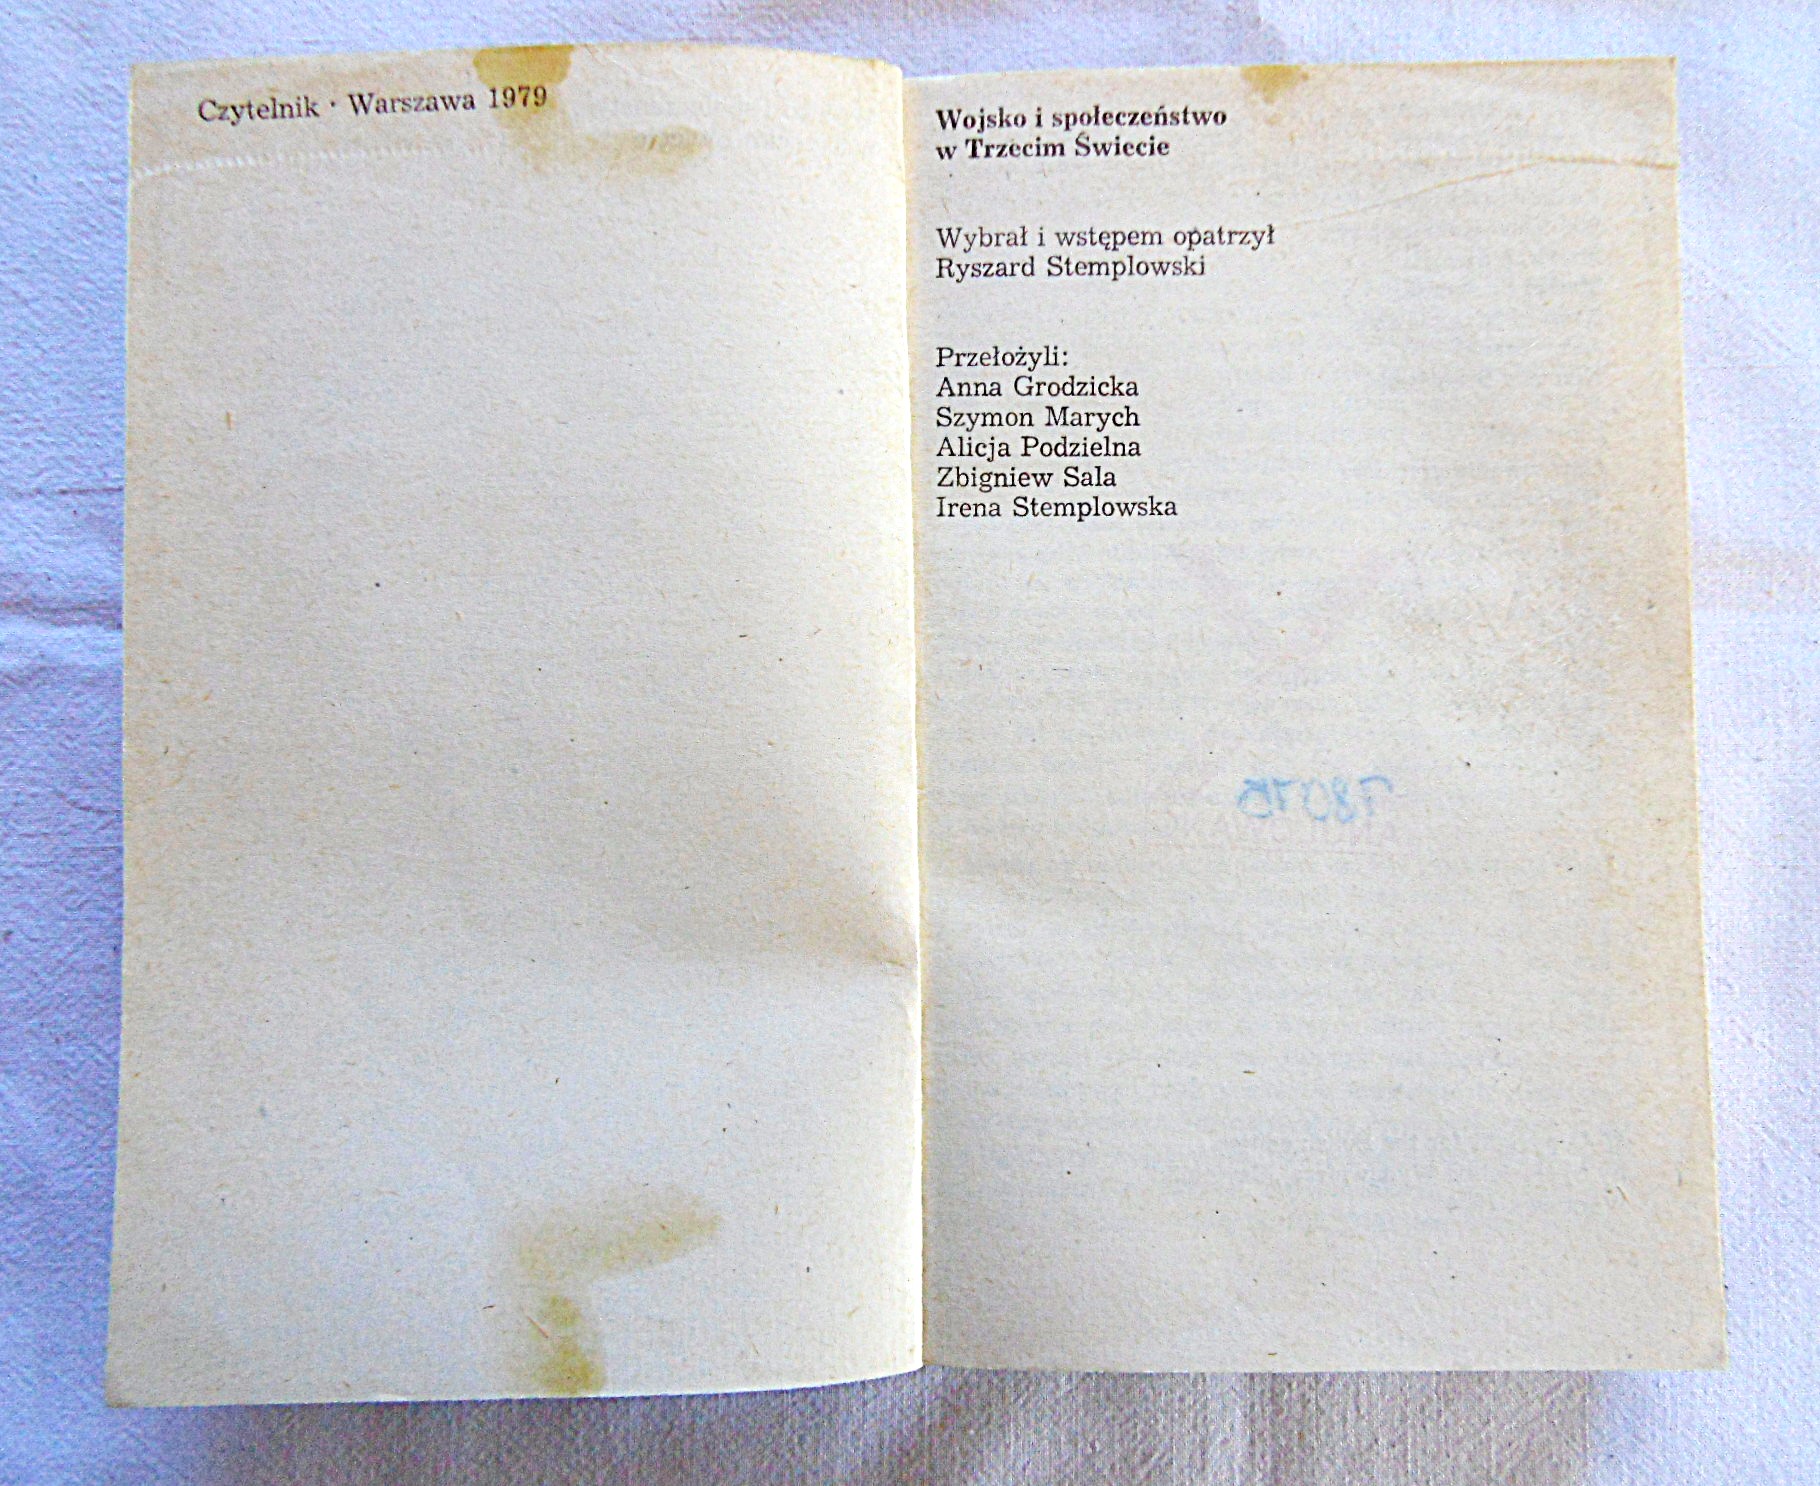 Czytelnik · Warszawa 1979
Wojsko i społeczeństwo
w Trzecim Świecie
Wybrał i wstępem opatrzył
Ryszard Stemplowski
Przełożyli:
Anna Grodzicka
Szymon Marych
Alicja Podzielna
Zbigniew Sala
Irena Stemplowska